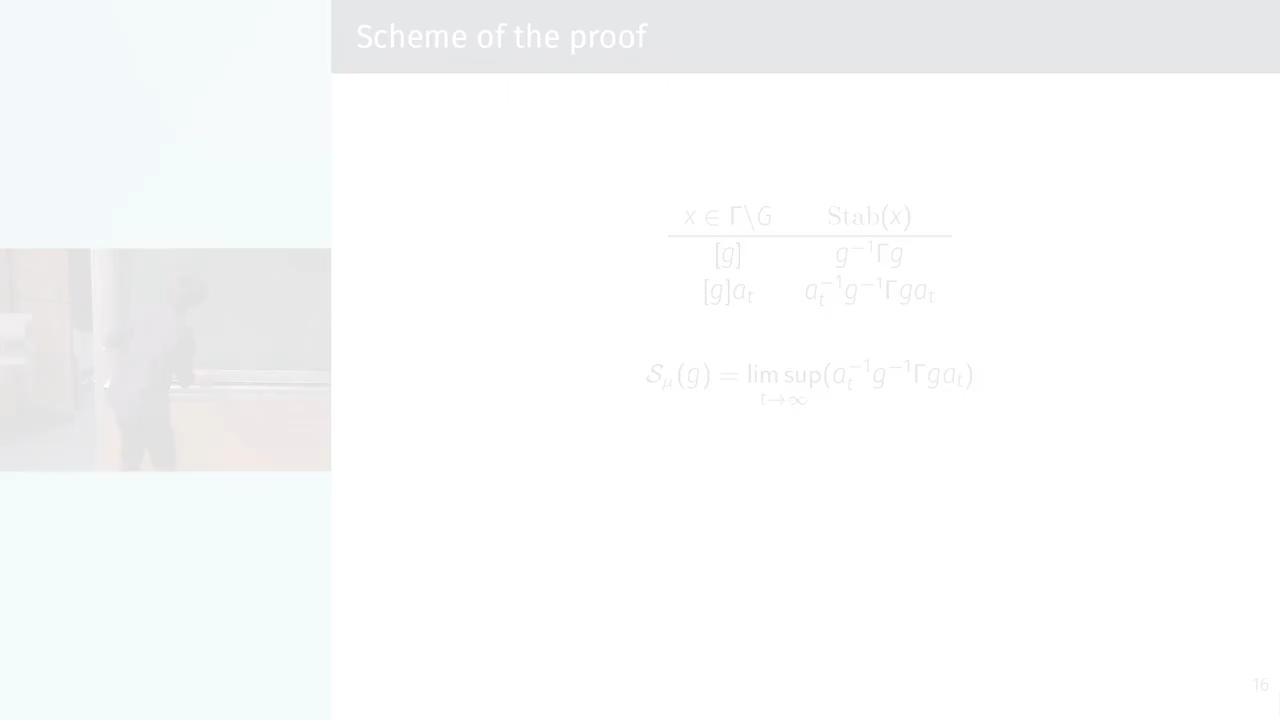 Scheme of the proof
x ∈ Γ\G Stab(x)
[g] g⁻¹Γg
[g]aₜ aₜ⁻¹g⁻¹Γgaₜ
𝒮_μ(g) = lim sup(aₜ⁻¹g⁻¹Γgaₜ)
t→∞
16